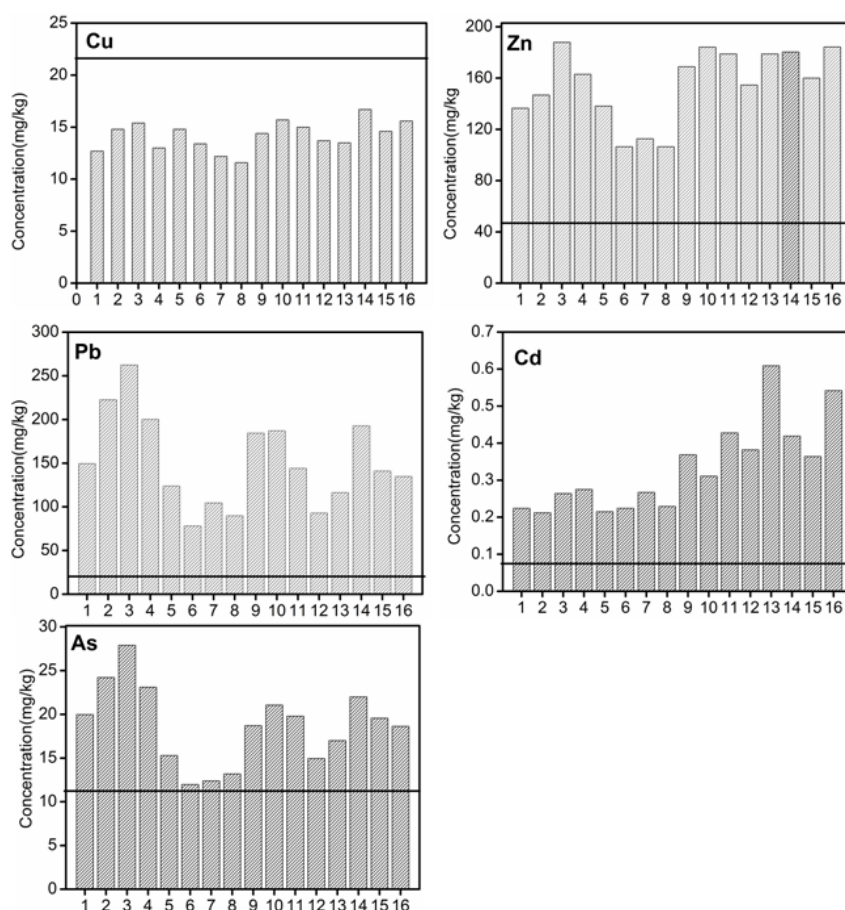 Cu
Concentration(mg/kg)
25
20
15
10
5
0
0 1 2 3 4 5 6 7 8 9 10 11 12 13 14 15 16
Zn
Concentration(mg/kg
200
160
120
80
40
0
1 2 3 4 5 6 7 8 9 10 11 12 13 14 15 16
Pb
Concentration(mg/kg)
300
250
200
150
100
50
0
1 2 3 4 5 6 7 8 9 10 11 12 13 14 15 16
Cd
Concentration(mg/kg)
0.7
0.6
0.5
0.4
0.3
0.2
0.1
0.0
1 2 3 4 5 6 7 8 9 10 11 12 13 14 15 16
As
Concentration(mg/kg)
30
25
20
15
10
5
0
1 2 3 4 5 6 7 8 9 10 11 12 13 14 15 16